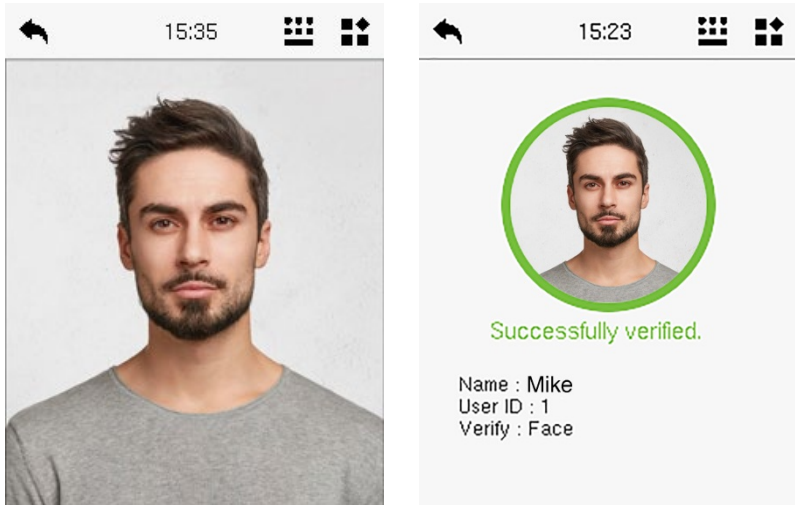 15:35
15:23
Successfully verified.
Name : Mike
User ID : 1
Verify : Face